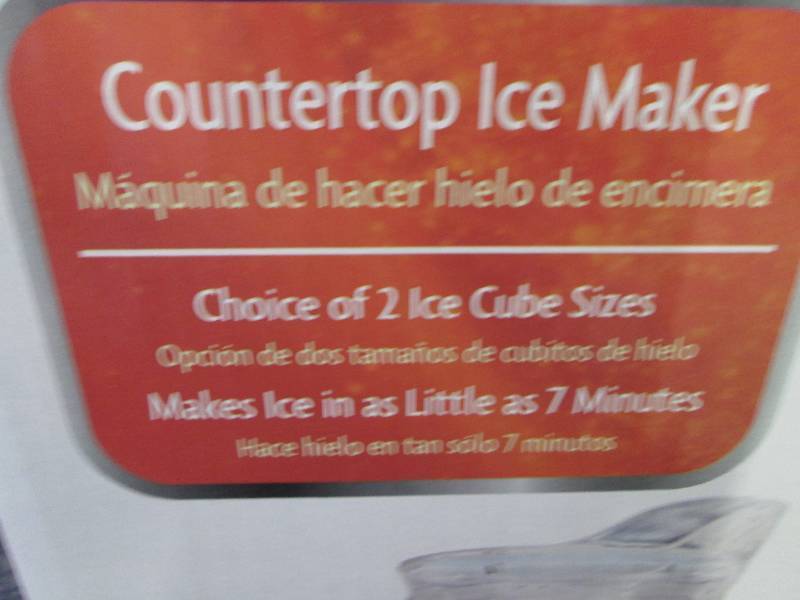 Countertop Ice Maker
Máquina de hacer hielo de encimera
Choice of 2 Ice Cube Sizes
Opción de dos tamaños de cubitos de hielo
Makes Ice in as Little as 7 Minutes
Hace hielo en tan sólo 7 minutos